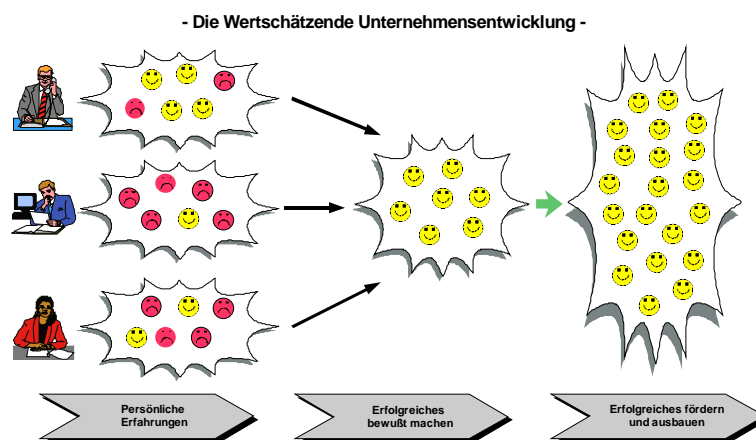 - Die Wertschätzende Unternehmensentwicklung -
Persönliche
Erfahrungen
Erfolgreiches
bewußt machen
Erfolgreiches fördern
und ausbauen